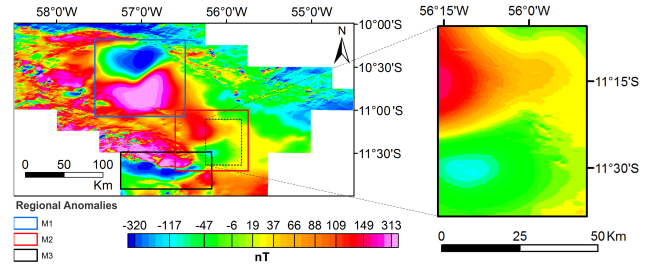 58°0'W 57°0'W 56°0'W 55°0'W
56°15'W 56°0'W
N
10°00'S
10°30'S
11°00'S
11°30'S
11°15'S
11°30'S
0 50 100
Km
Regional Anomalies
M1
M2
M3
-320 -117 -47 -6 19 37 66 88 109 149 313
nT
0 25 50 Km